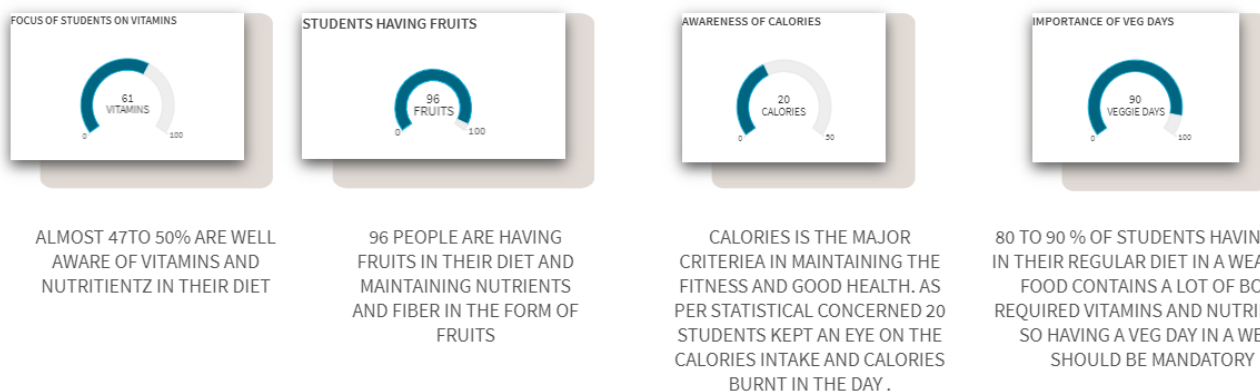 FOCUS OF STUDENTS ON VITAMINS
61
VITAMINS
0
100
ALMOST 47TO 50% ARE WELL
AWARE OF VITAMINS AND
NUTRITIENTZ IN THEIR DIET
STUDENTS HAVING FRUITS
96
FRUITS
0
100
96 PEOPLE ARE HAVING
FRUITS IN THEIR DIET AND
MAINTAINING NUTRIENTS
AND FIBER IN THE FORM OF
FRUITS
AWARENESS OF CALORIES
20
CALORIES
0
50
CALORIES IS THE MAJOR
CRITERIEA IN MAINTAINING THE
FITNESS AND GOOD HEALTH. AS
PER STATISTICAL CONCERNED 20
STUDENTS KEPT AN EYE ON THE
CALORIES INTAKE AND CALORIES
BURNT IN THE DAY .
IMPORTANCE OF VEG DAYS
90
VEGGIE DAYS
0
100
80 TO 90 % OF STUDENTS HAVIN
IN THEIR REGULAR DIET IN A
FOOD CONTAINS A LOT OF
REQUIRED VITAMINS AND
SO HAVING A VEG DAY IN A
SHOULD BE MANDATORY